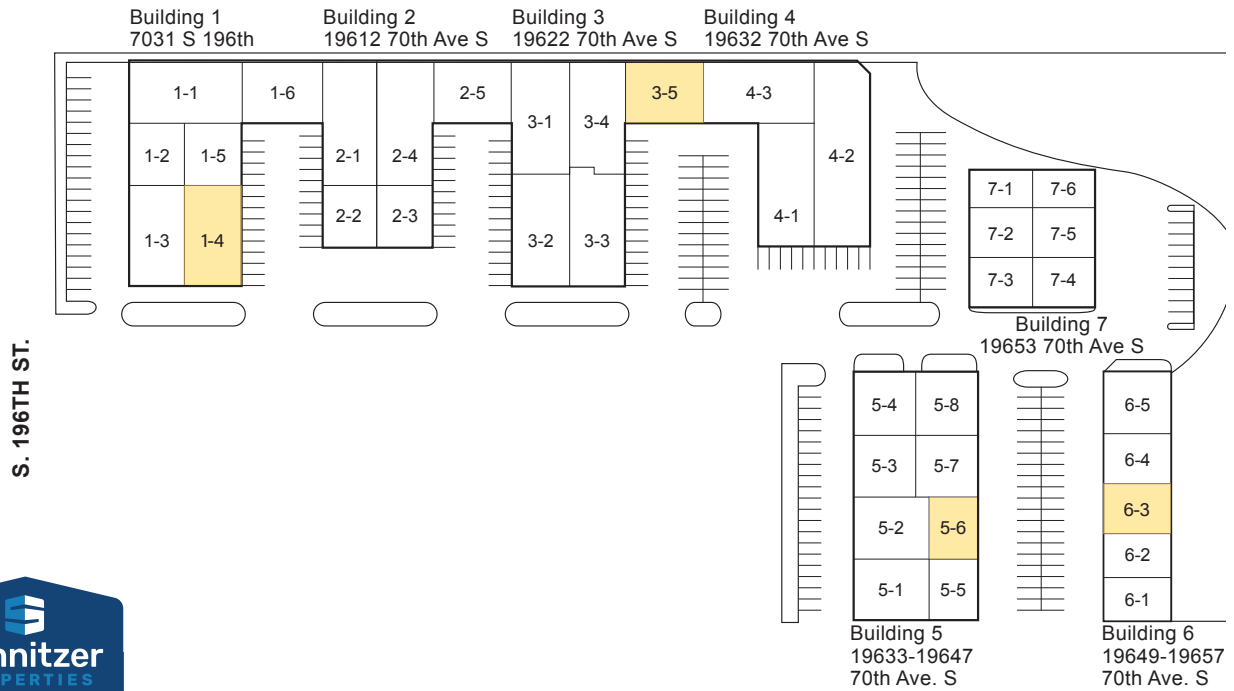 Building 1
7031 S 196th
Building 2
19612 70th Ave S
Building 3
19622 70th Ave S
Building 4
19632 70th Ave S
1-1
1-6
2-5
3-1
3-4
3-5
4-3
1-2
1-5
2-1
2-4
4-2
1-3
1-4
2-2
2-3
3-2
3-3
4-1
7-1
7-6
7-2
7-5
7-3
7-4
Building 7
19653 70th Ave S
S. 196TH ST.
5-4
5-8
5-3
5-7
5-2
5-6
5-1
5-5
6-5
6-4
6-3
6-2
6-1
Building 5
19633-19647
70th Ave. S
Building 6
19649-19657
70th Ave. S
nnitzer
PERTIES